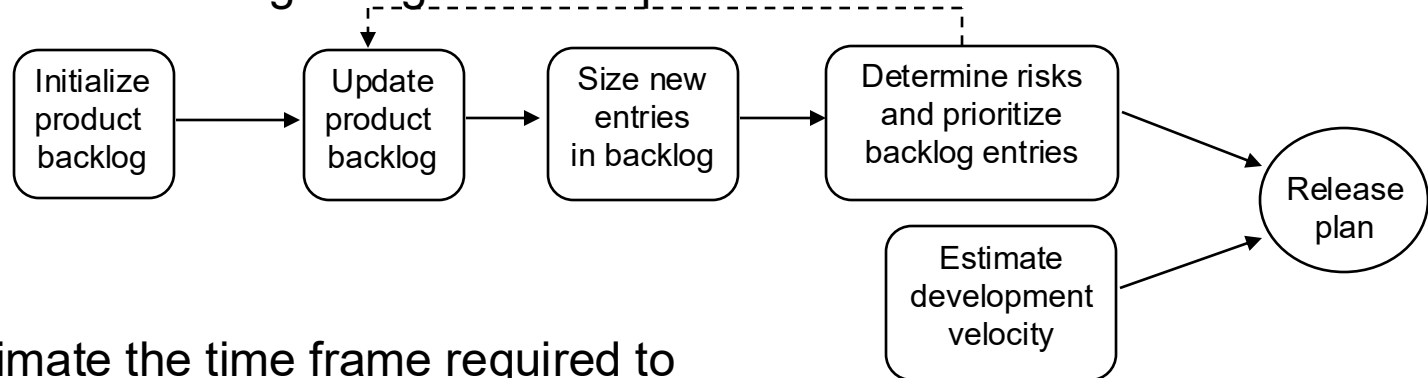 Initialize
product
backlog
Update
product
backlog
Size new
entries
in backlog
Determine risks
and prioritize
backlog entries
Release
plan
Estimate
development
velocity
the time frame required to